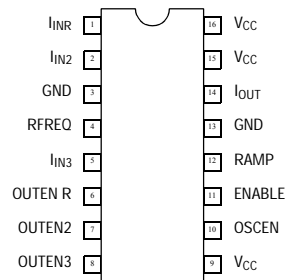 IINR 1 16 VCC
IIN2 2 15 VCC
GND 3 14 IOUT
RFREQ 4 13 GND
IIN3 5 12 RAMP
OUTEN R 6 11 ENABLE
OUTEN2 7 10 OSCEN
OUTEN3 8 9 VCC